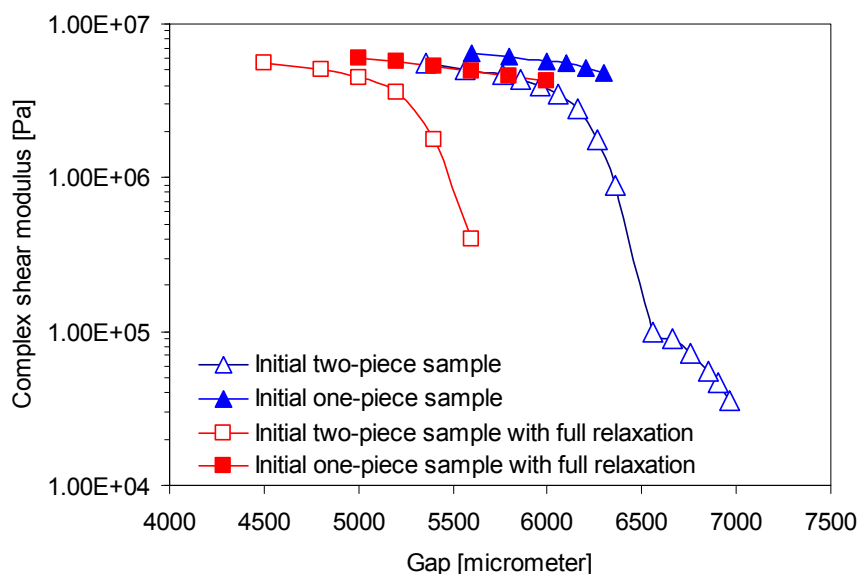 1.00E+07
1.00E+06
1.00E+05
1.00E+04
Complex shear modulus [Pa]
Initial two-piece sample
Initial one-piece sample
Initial two-piece sample with full relaxation
Initial one-piece sample with full relaxation
4000 4500 5000 5500 6000 6500 7000 7500
Gap [micrometer]